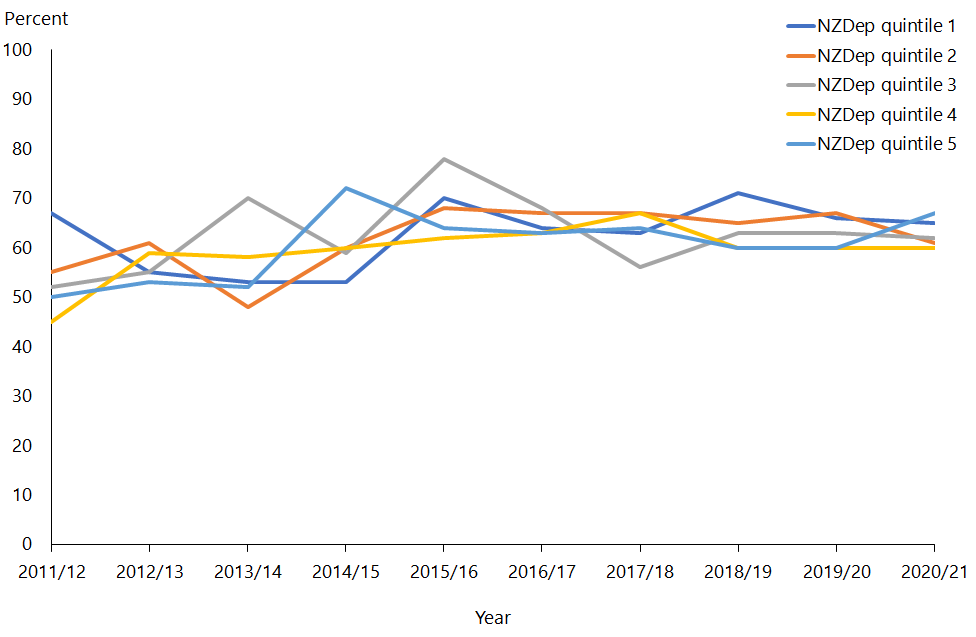 Percent
NZDep quintile 1
NZDep quintile 2
NZDep quintile 3
NZDep quintile 4
NZDep quintile 5
100
90
80
70
60
50
40
30
20
10
0
2011/12 2012/13 2013/14 2014/15 2015/16 2016/17 2017/18 2018/19 2019/20 2020/21
Year